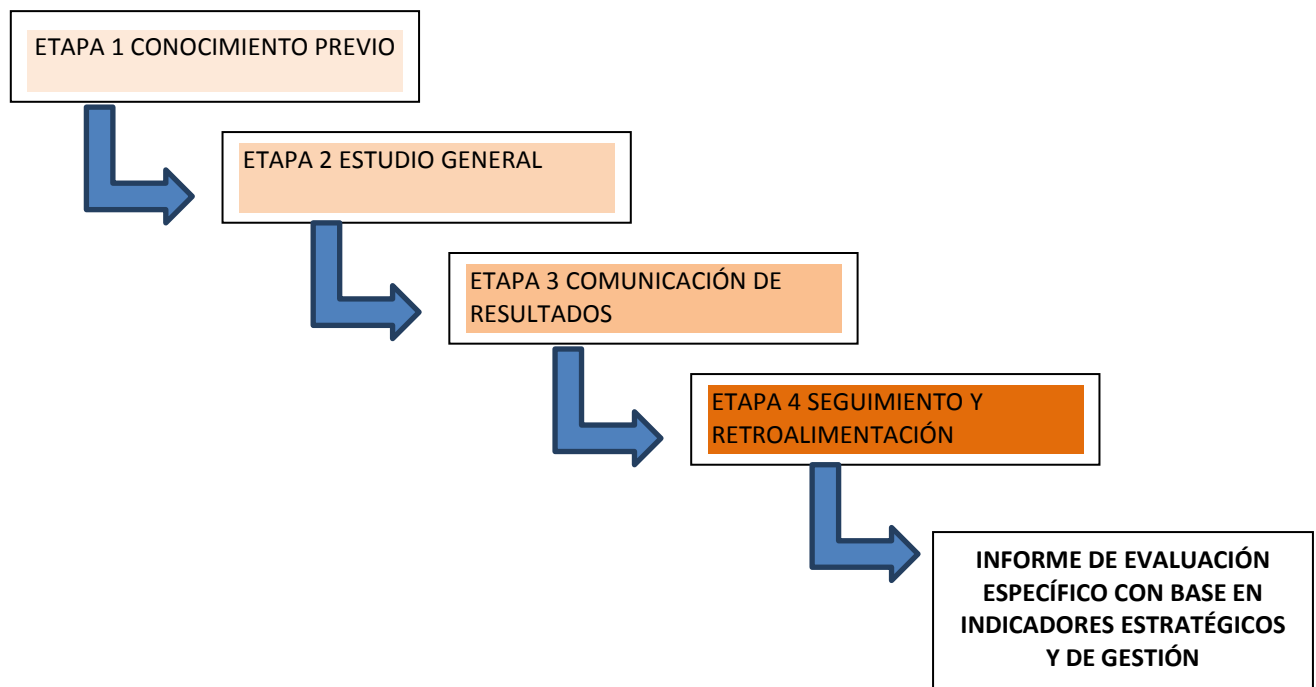 ETAPA 1 CONOCIMIENTO PREVIO
ETAPA 2 ESTUDIO GENERAL
ETAPA 3 COMUNICACIÓN DE
RESULTADOS
ETAPA 4 SEGUIMIENTO Y
RETROALIMENTACIÓN
INFORME DE EVALUACIÓN
ESPECÍFICO CON BASE EN
INDICADORES ESTRATÉGICOS
Y DE GESTIÓN